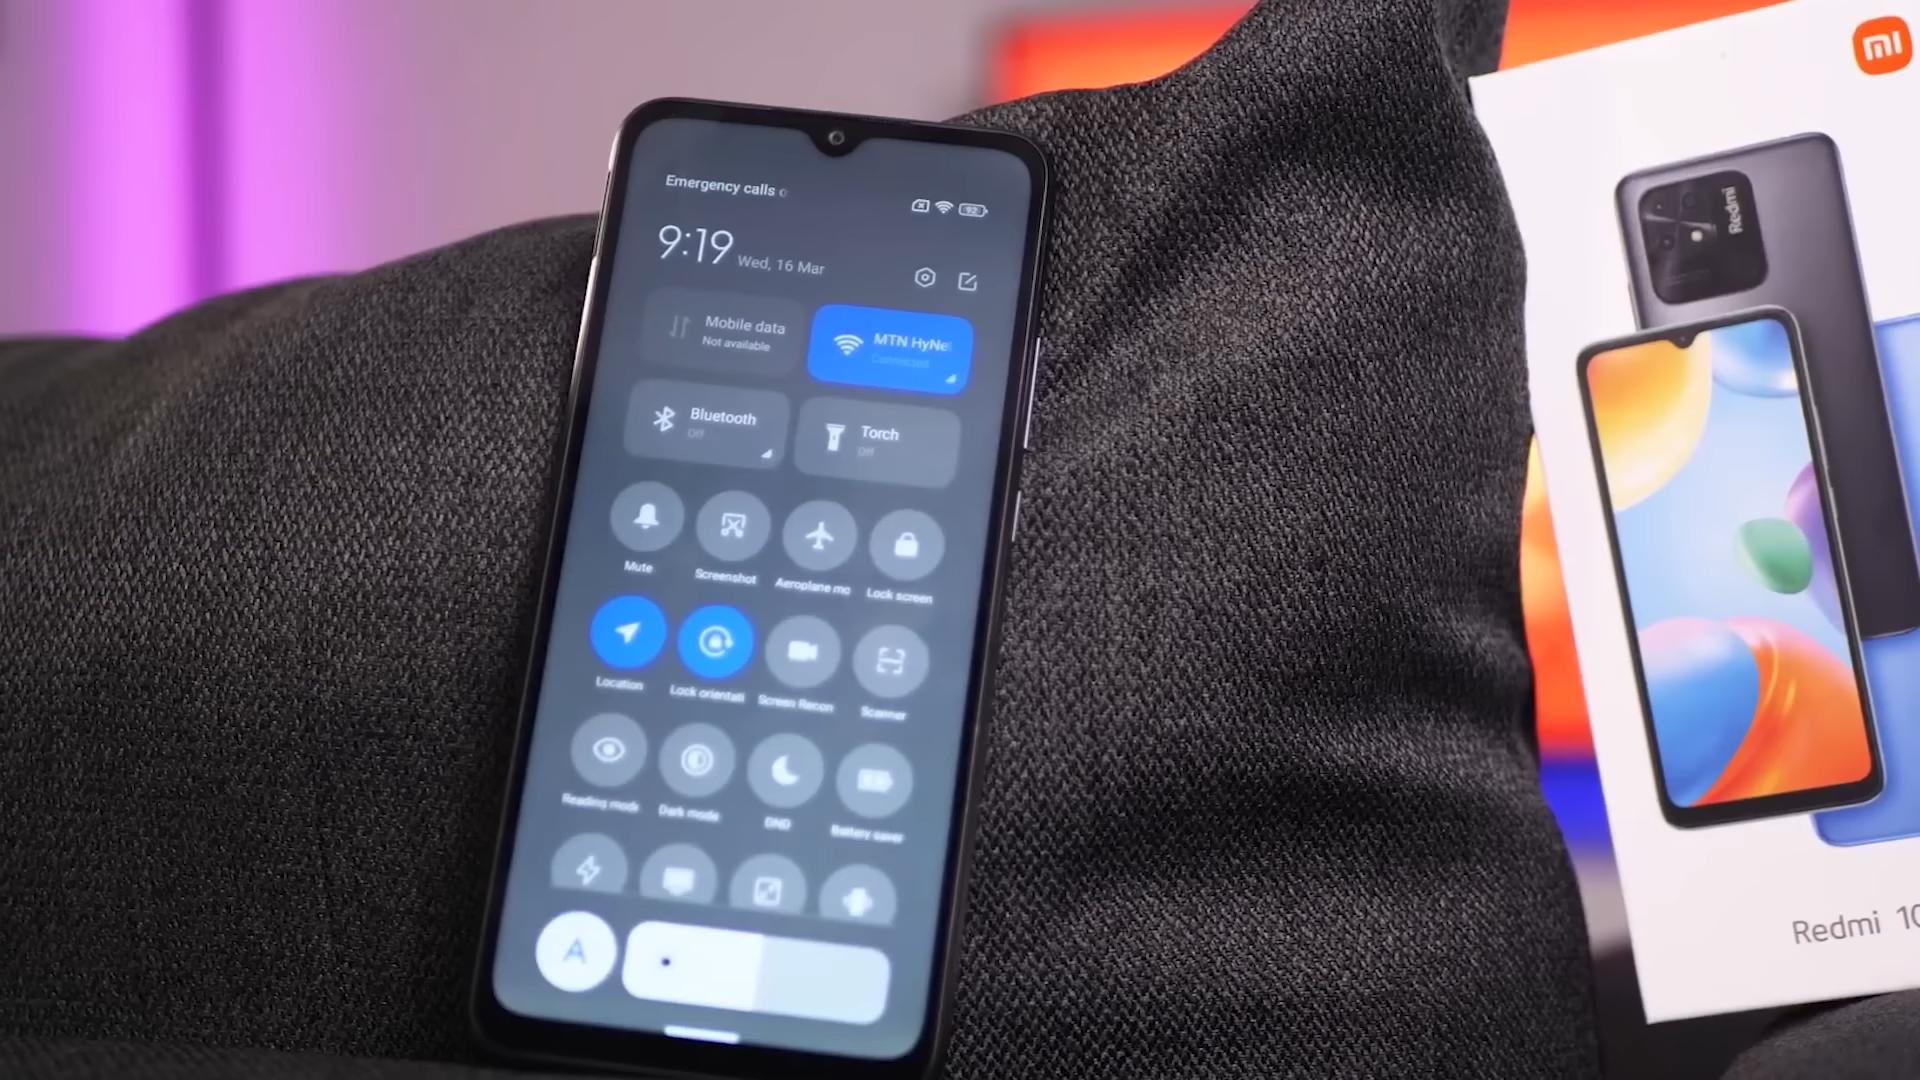 Emergency calls
92
9:19 Wed, 16 Mar
Mobile data
Not available
MTN HyNe
Connected
Bluetooth
Off
Torch
Off
Mute
Screenshot
Aeroplane mo
Lock screen
Location
Lock orientati
Screen Recor
Scanner
Reading mode
Dark mode
DND
Battery saver
A
mi
Redmi
Redmi 10